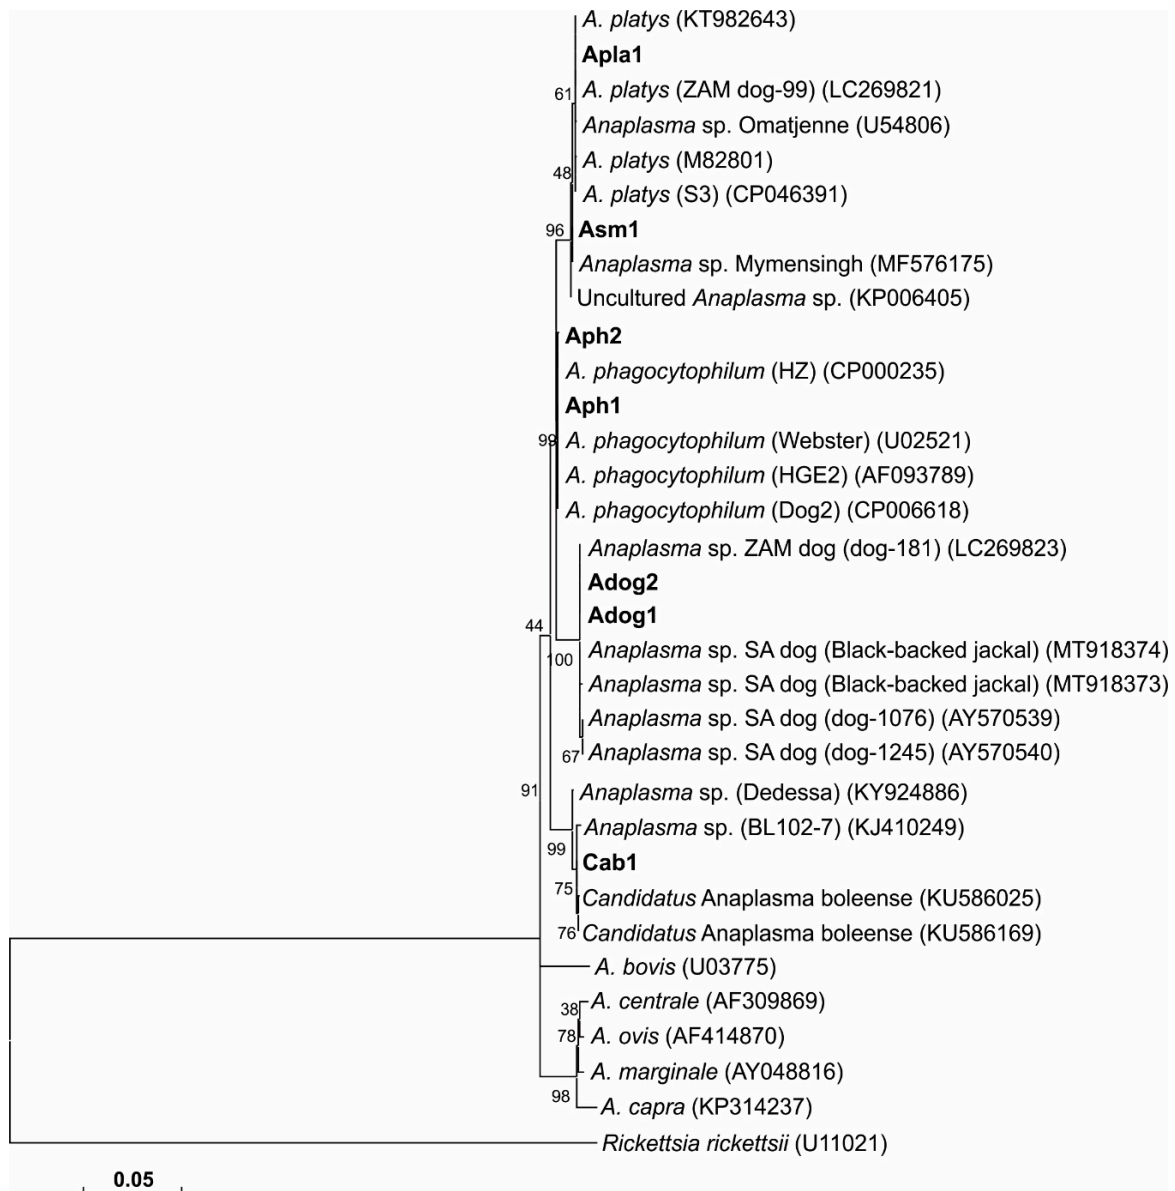 A. platys (KT982643)
Apla1
61
A. platys (ZAM dog-99) (LC269821)
Anaplasma sp. Omatjenne (U54806)
A. platys (M82801)
48
A. platys (S3) (CP046391)
96
Asm1
Anaplasma sp. Mymensingh (MF576175)
Uncultured Anaplasma sp. (KP006405)
Aph2
A. phagocytophilum (HZ) (CP000235)
Aph1
99
A. phagocytophilum (Webster) (U02521)
A. phagocytophilum (HGE2) (AF093789)
A. phagocytophilum (Dog2) (CP006618)
Anaplasma sp. ZAM dog (dog-181) (LC269823)
Adog2
Adog1
44
Anaplasma sp. SA dog (Black-backed jackal) (MT918374)
100
Anaplasma sp. SA dog (Black-backed jackal) (MT918373)
Anaplasma sp. SA dog (dog-1076) (AY570539)
Anaplasma sp. SA dog (dog-1245) (AY570540)
67
91
Anaplasma sp. (Dedessa) (KY924886)
Anaplasma sp. (BL102-7) (KJ410249)
99
Cab1
75
Candidatus Anaplasma boleense (KU586025)
76
Candidatus Anaplasma boleense (KU586169)
A. bovis (U03775)
A. centrale (AF309869)
38
78
A. ovis (AF414870)
A. marginale (AY048816)
98
A. capra (KP314237)
Rickettsia rickettsii (U11021)
0.05